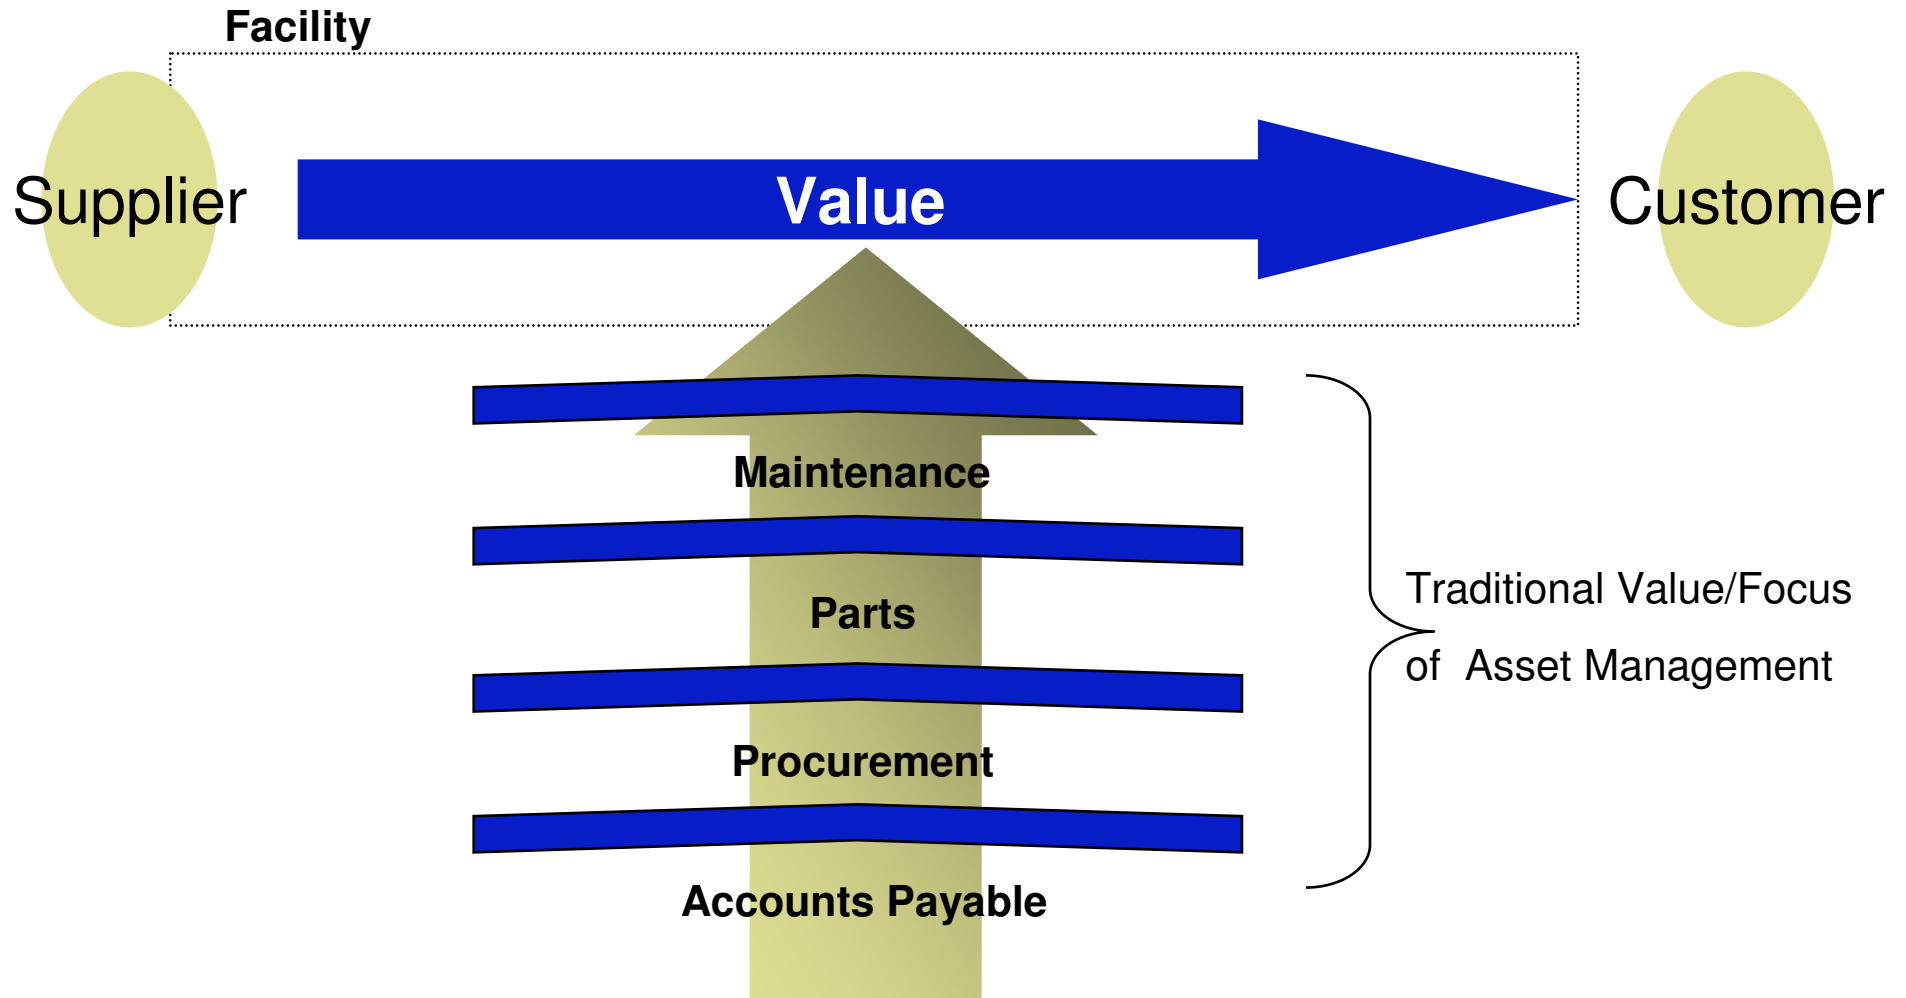 Facility
Supplier
Value
Customer
Maintenance
Parts
Procurement
Accounts Payable
Traditional Value/Focus
of  Asset Management